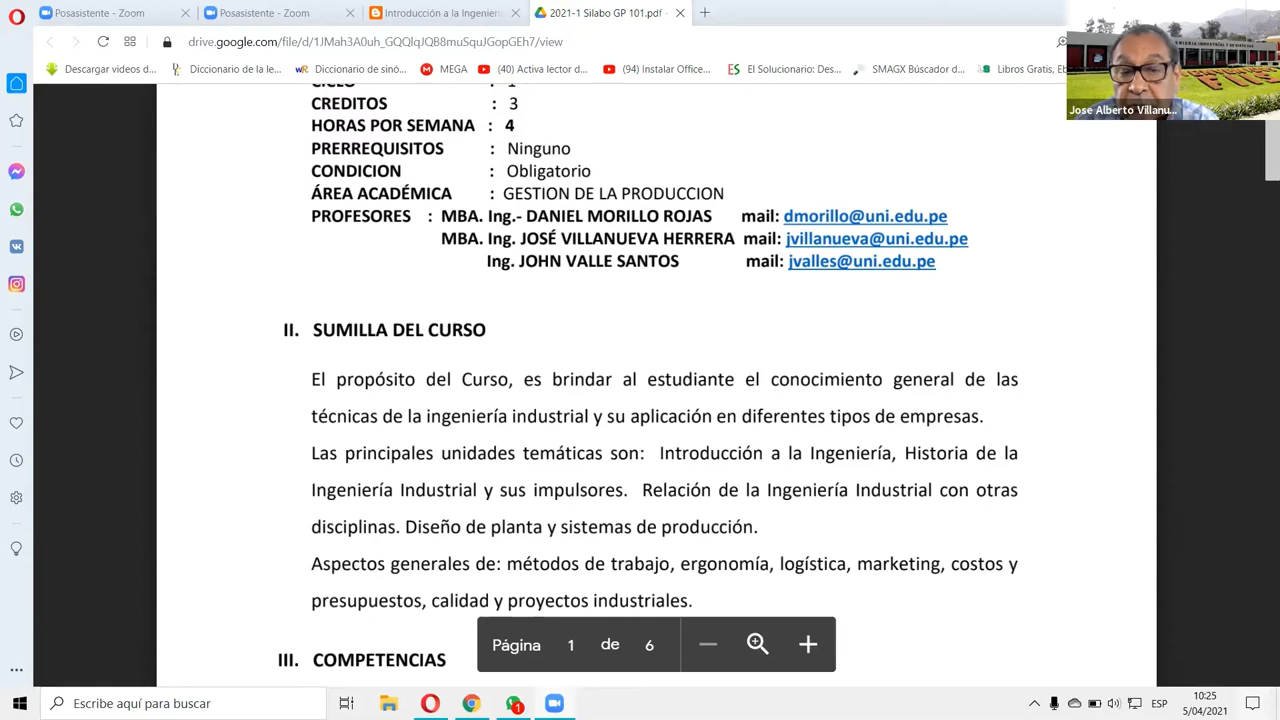 Posasistente - Zoom
Posasistente - Zoom
Introducción a la Ingenierí
2021-1 Silabo GP 101.pdf -
drive.google.com/file/d/1JMah3A0uh_GQQlqJQB8muSquJGopGEh7/view
Descargar videos d...
Diccionario de la le...
Diccionario de sinó...
MEGA
(40) Activa lector d...
(94) Instalar Office...
El Solucionario: Des...
SMAGX Búscador d...
Libros Gratis, EB
José Alberto Villanu...
CICLO : 1
CREDITOS : 3
HORAS POR SEMANA : 4
PRERREQUISITOS : Ninguno
CONDICION : Obligatorio
ÁREA ACADÉMICA : GESTION DE LA PRODUCCION
PROFESORES : MBA. Ing.- DANIEL MORILLO ROJAS mail: dmorillo@uni.edu.pe
MBA. Ing. JOSÉ VILLANUEVA HERRERA mail: jvillanueva@uni.edu.pe
Ing. JOHN VALLE SANTOS mail: jvalles@uni.edu.pe
II. SUMILLA DEL CURSO
El propósito del Curso, es brindar al estudiante el conocimiento general de las
técnicas de la ingeniería industrial y su aplicación en diferentes tipos de empresas.
Las principales unidades temáticas son: Introducción a la Ingeniería, Historia de la
Ingeniería Industrial y sus impulsores. Relación de la Ingeniería Industrial con otras
disciplinas. Diseño de planta y sistemas de producción.
Aspectos generales de: métodos de trabajo, ergonomía, logística, marketing, costos y
presupuestos, calidad y proyectos industriales.
III. COMPETENCIAS
Página 1 de 6
Escribe aquí para buscar
1
ESP
10:25
5/04/2021